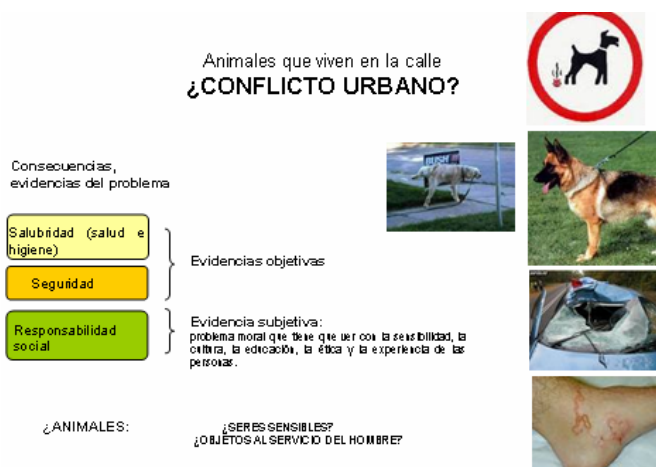 Animales que viven en la calle
¿CONFLICTO URBANO?
BUSH
Consecuencias,
evidencias del problema
Salubridad (salud e
higiene)
Seguridad
Evidencias objetivas
Responsabilidad
social
Evidencia subjetiva:
problema moral que tiene que uer con la sensibilidad, la
cultura, la educación, la ética y la experiencia de las
personas.
¿ANIMALES:
¿SERES SENSIBLES?
¿OBJETOS AL SERVICIO DEL HOMBRE?